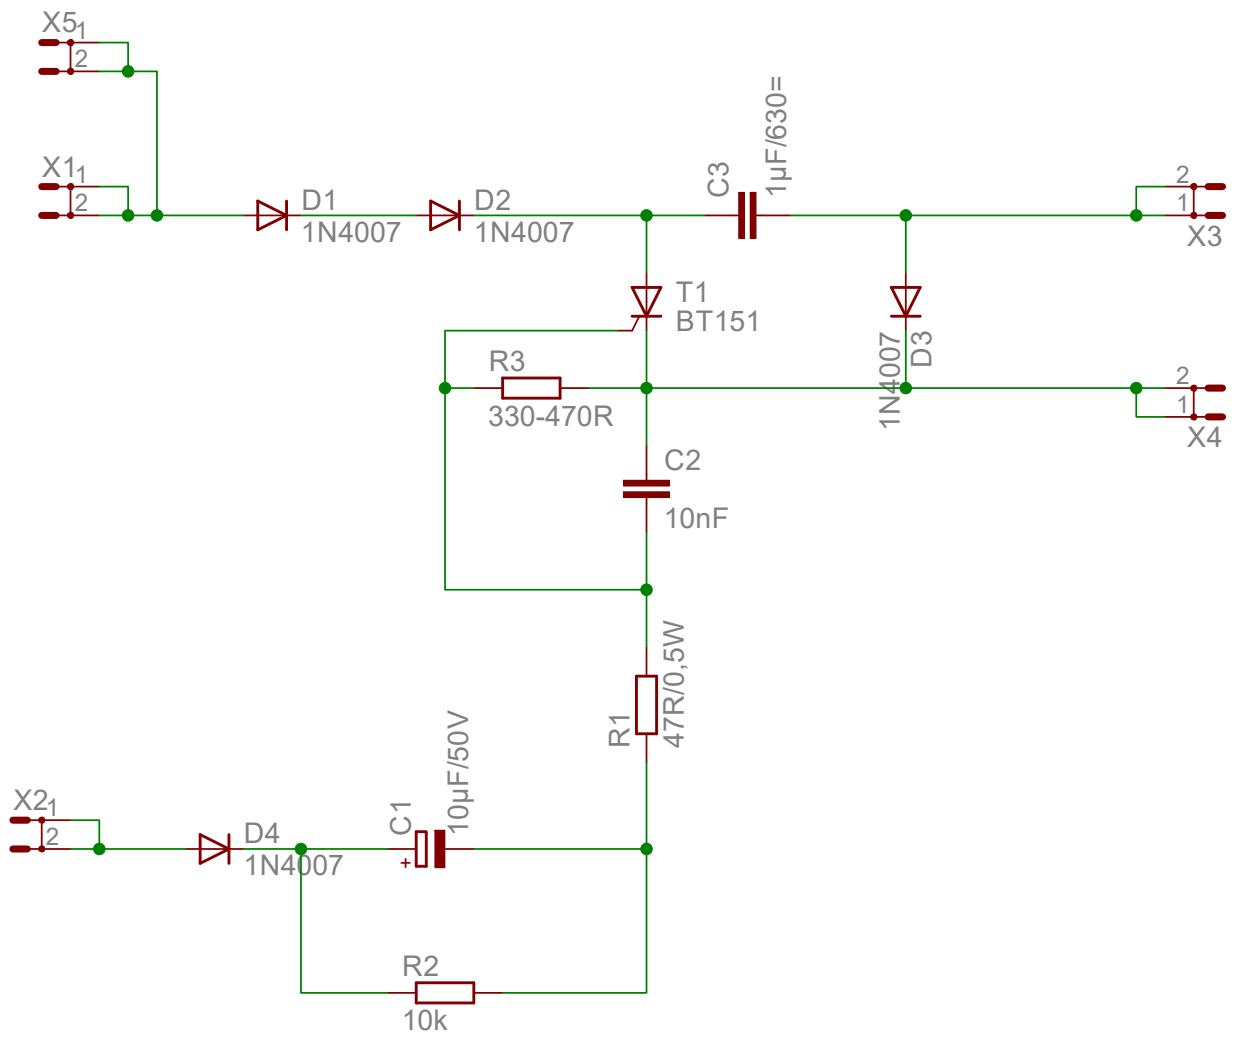 X5
1
2
X1
1
2
D1
1N4007
D2
1N4007
C3
1µF/630=
2
1
X3
T1
BT151
D3
1N4007
R3
330-470R
2
1
X4
C2
10nF
R1
47R/0,5W
X2
1
2
D4
1N4007
C1
+
10µF/50V
R2
10k